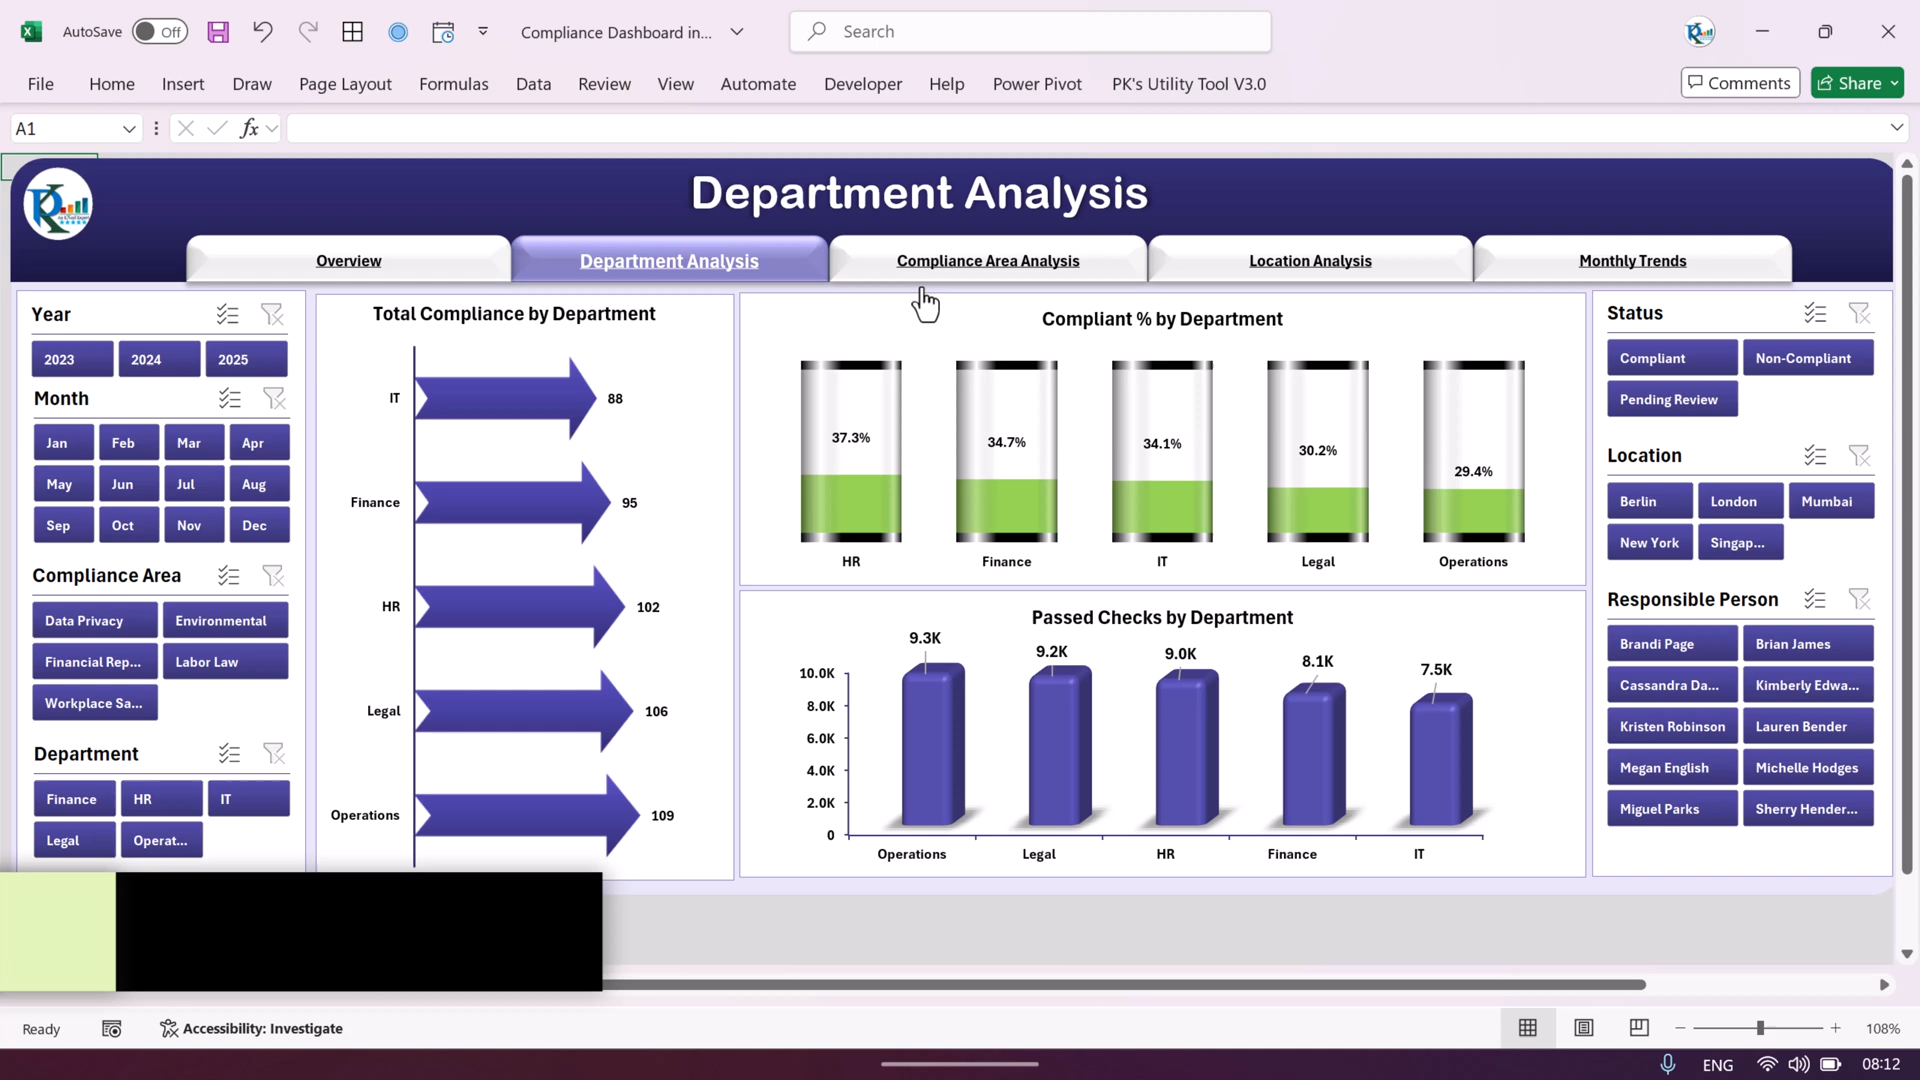 AutoSave Off Compliance Dashboard in... Search
File Home Insert Draw Page Layout Formulas Data Review View Automate Developer Help Power Pivot PK's Utility Tool V3.0 Comments Share
A1 fx
Department Analysis
Overview Department Analysis Compliance Area Analysis Location Analysis Monthly Trends
Year
2023 2024 2025
Month
Jan Feb Mar Apr
May Jun Jul Aug
Sep Oct Nov Dec
Compliance Area
Data Privacy Environmental
Financial Rep... Labor Law
Workplace Sa...
Department
Finance HR IT
Legal Operat...
Total Compliance by Department
IT 88
Finance 95
HR 102
Legal 106
Operations 109
Compliant % by Department
37.3% 34.7% 34.1% 30.2% 29.4%
HR Finance IT Legal Operations
Passed Checks by Department
9.3K 9.2K 9.0K 8.1K 7.5K
10.0K
8.0K
6.0K
4.0K
2.0K
0
Operations Legal HR Finance IT
Status
Compliant Non-Compliant
Pending Review
Location
Berlin London Mumbai
New York Singap...
Responsible Person
Brandi Page Brian James
Cassandra Da... Kimberly Edwa...
Kristen Robinson Lauren Bender
Megan English Michelle Hodges
Miguel Parks Sherry Hender...
Ready Accessibility: Investigate 108%
ENG 08:12